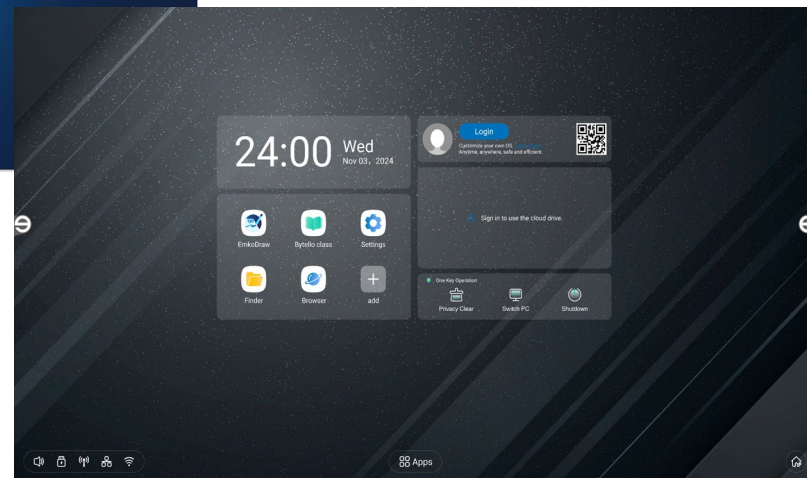 24:00
Wed
Nov 03, 2024
Login
Customize your own OS.
Anytime, anywhere, safe and efficient.
Sign in to use the cloud drive.
EmkoDraw
Bytello class
Settings
Finder
Browser
add
One Key Operation
Privacy Clear
Switch PC
Shutdown
Apps